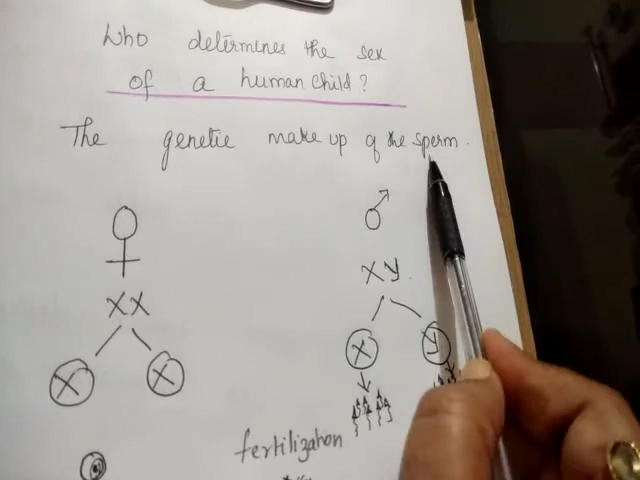 Who determines the sex
of a human child?
The genetic make up of the sperm.
♀ ♂
XX XY
X X X Y
fertilization